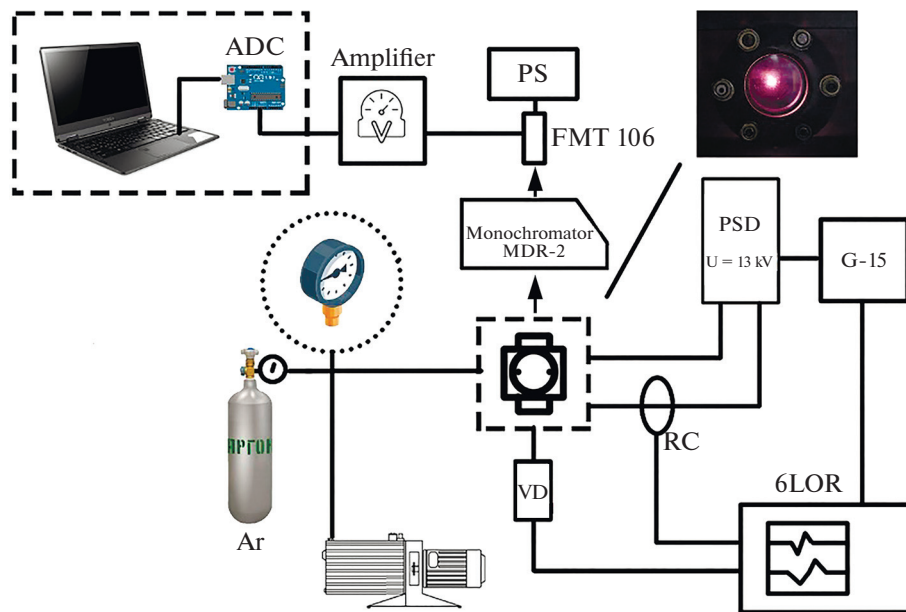 ADC
Amplifier
V
PS
FMT 106
Monochromator
MDR-2
PSD
U = 13 kV
G-15
RC
VD
6LOR
АРГОН
Ar